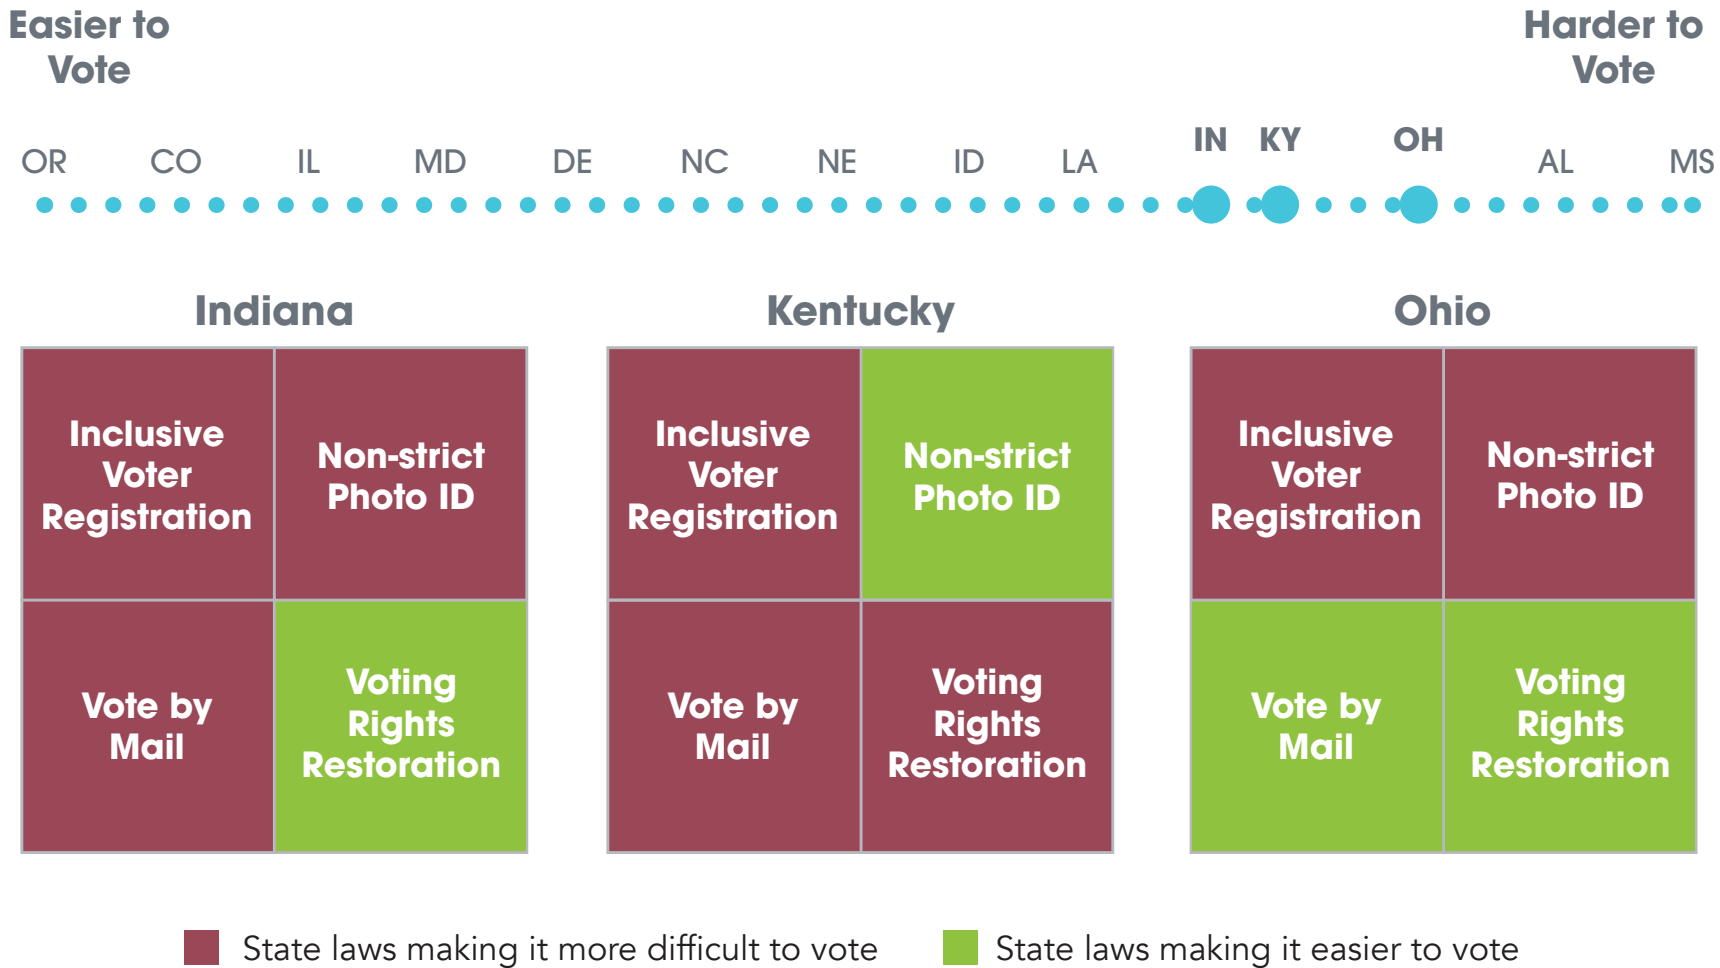 Easier to
Vote
Harder to
Vote
OR CO IL MD DE NC NE ID LA IN KY OH AL MS
Indiana
Inclusive
Voter
Registration
Non-strict
Photo ID
Vote by
Mail
Voting
Rights
Restoration
Kentucky
Inclusive
Voter
Registration
Non-strict
Photo ID
Vote by
Mail
Voting
Rights
Restoration
Ohio
Inclusive
Voter
Registration
Non-strict
Photo ID
Vote by
Mail
Voting
Rights
Restoration
State laws making it more difficult to vote
State laws making it easier to vote